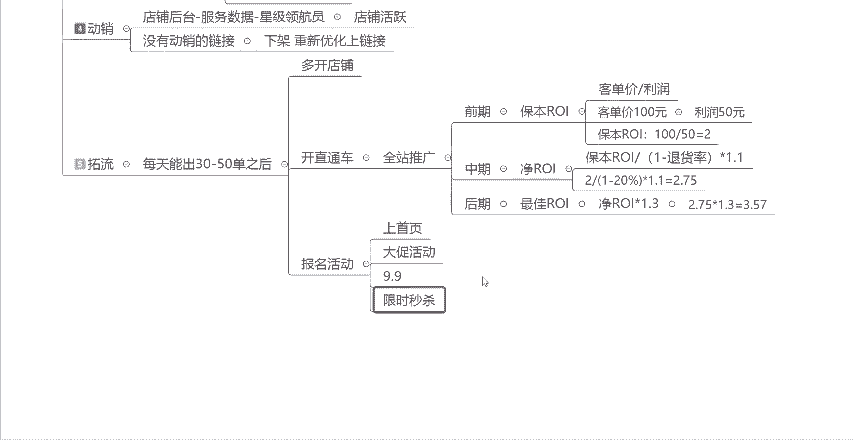 4 动销
店铺后台-服务数据-星级领航员
店铺活跃
没有动销的链接
下架 重新优化上链接
5 拓流
每天能出30-50单之后
多开店铺
开直通车
全站推广
前期
保本ROI
客单价/利润
客单价100元
利润50元
保本ROI：100/50=2
中期
净ROI
保本ROI/（1-退货率）*1.1
2/(1-20%)*1.1=2.75
后期
最佳ROI
净ROI*1.3
2.75*1.3=3.57
报名活动
上首页
大促活动
9.9
限时秒杀